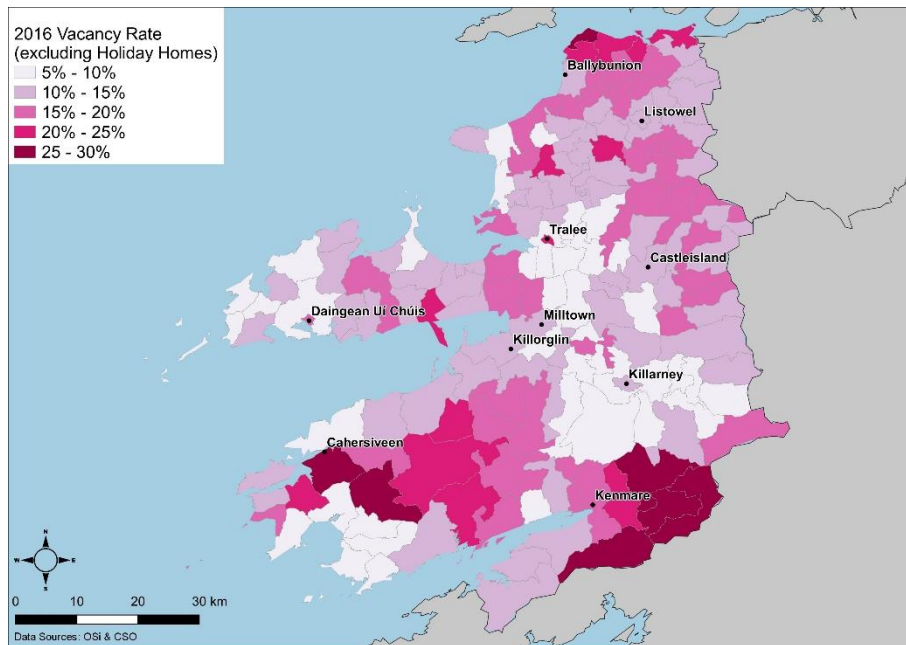 2016 Vacancy Rate
(excluding Holiday Homes)
5% - 10%
10% - 15%
15% - 20%
20% - 25%
25 - 30%
Ballybunion
Listowel
Tralee
Castleisland
Daingean Uí Chúis
Milltown
Killorglin
Killarney
Cahersiveen
Kenmare
N
W E
S
0 10 20 30 km
Data Sources: OSi & CSO